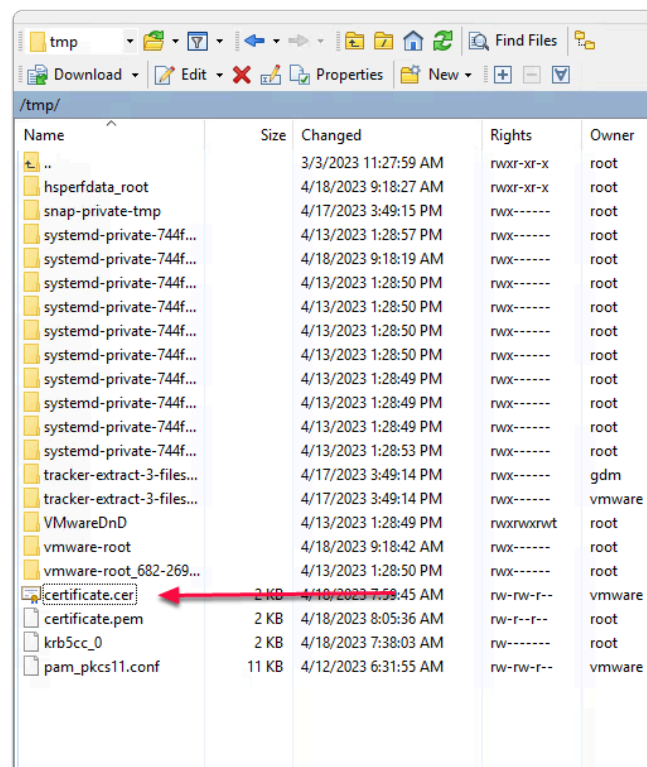 tmp
Find Files
Download Edit Properties New
/tmp/
Name Size Changed Rights Owner
.. 3/3/2023 11:27:59 AM rwxr-xr-x root
hsperfdata_root 4/18/2023 9:18:27 AM rwxr-xr-x root
snap-private-tmp 4/17/2023 3:49:15 PM rwx------ root
systemd-private-744f... 4/13/2023 1:28:57 PM rwx------ root
systemd-private-744f... 4/18/2023 9:18:19 AM rwx------ root
systemd-private-744f... 4/13/2023 1:28:50 PM rwx------ root
systemd-private-744f... 4/13/2023 1:28:50 PM rwx------ root
systemd-private-744f... 4/13/2023 1:28:50 PM rwx------ root
systemd-private-744f... 4/13/2023 1:28:50 PM rwx------ root
systemd-private-744f... 4/13/2023 1:28:49 PM rwx------ root
systemd-private-744f... 4/13/2023 1:28:49 PM rwx------ root
systemd-private-744f... 4/13/2023 1:28:49 PM rwx------ root
systemd-private-744f... 4/13/2023 1:28:53 PM rwx------ root
tracker-extract-3-files... 4/17/2023 3:49:14 PM rwx------ gdm
tracker-extract-3-files... 4/17/2023 3:49:14 PM rwx------ vmware
VMwareDnD 4/13/2023 1:28:49 PM rwxrwxrwt root
vmware-root 4/18/2023 9:18:42 AM rwx------ root
vmware-root_682-269... 4/13/2023 1:28:50 PM rwx------ root
certificate.cer 2 KB 4/18/2023 7:59:45 AM rw-rw-r-- vmware
certificate.pem 2 KB 4/18/2023 8:05:36 AM rw-r--r-- root
krb5cc_0 2 KB 4/18/2023 7:38:03 AM rw------- root
pam_pkcs11.conf 11 KB 4/12/2023 6:31:55 AM rw-rw-r-- vmware